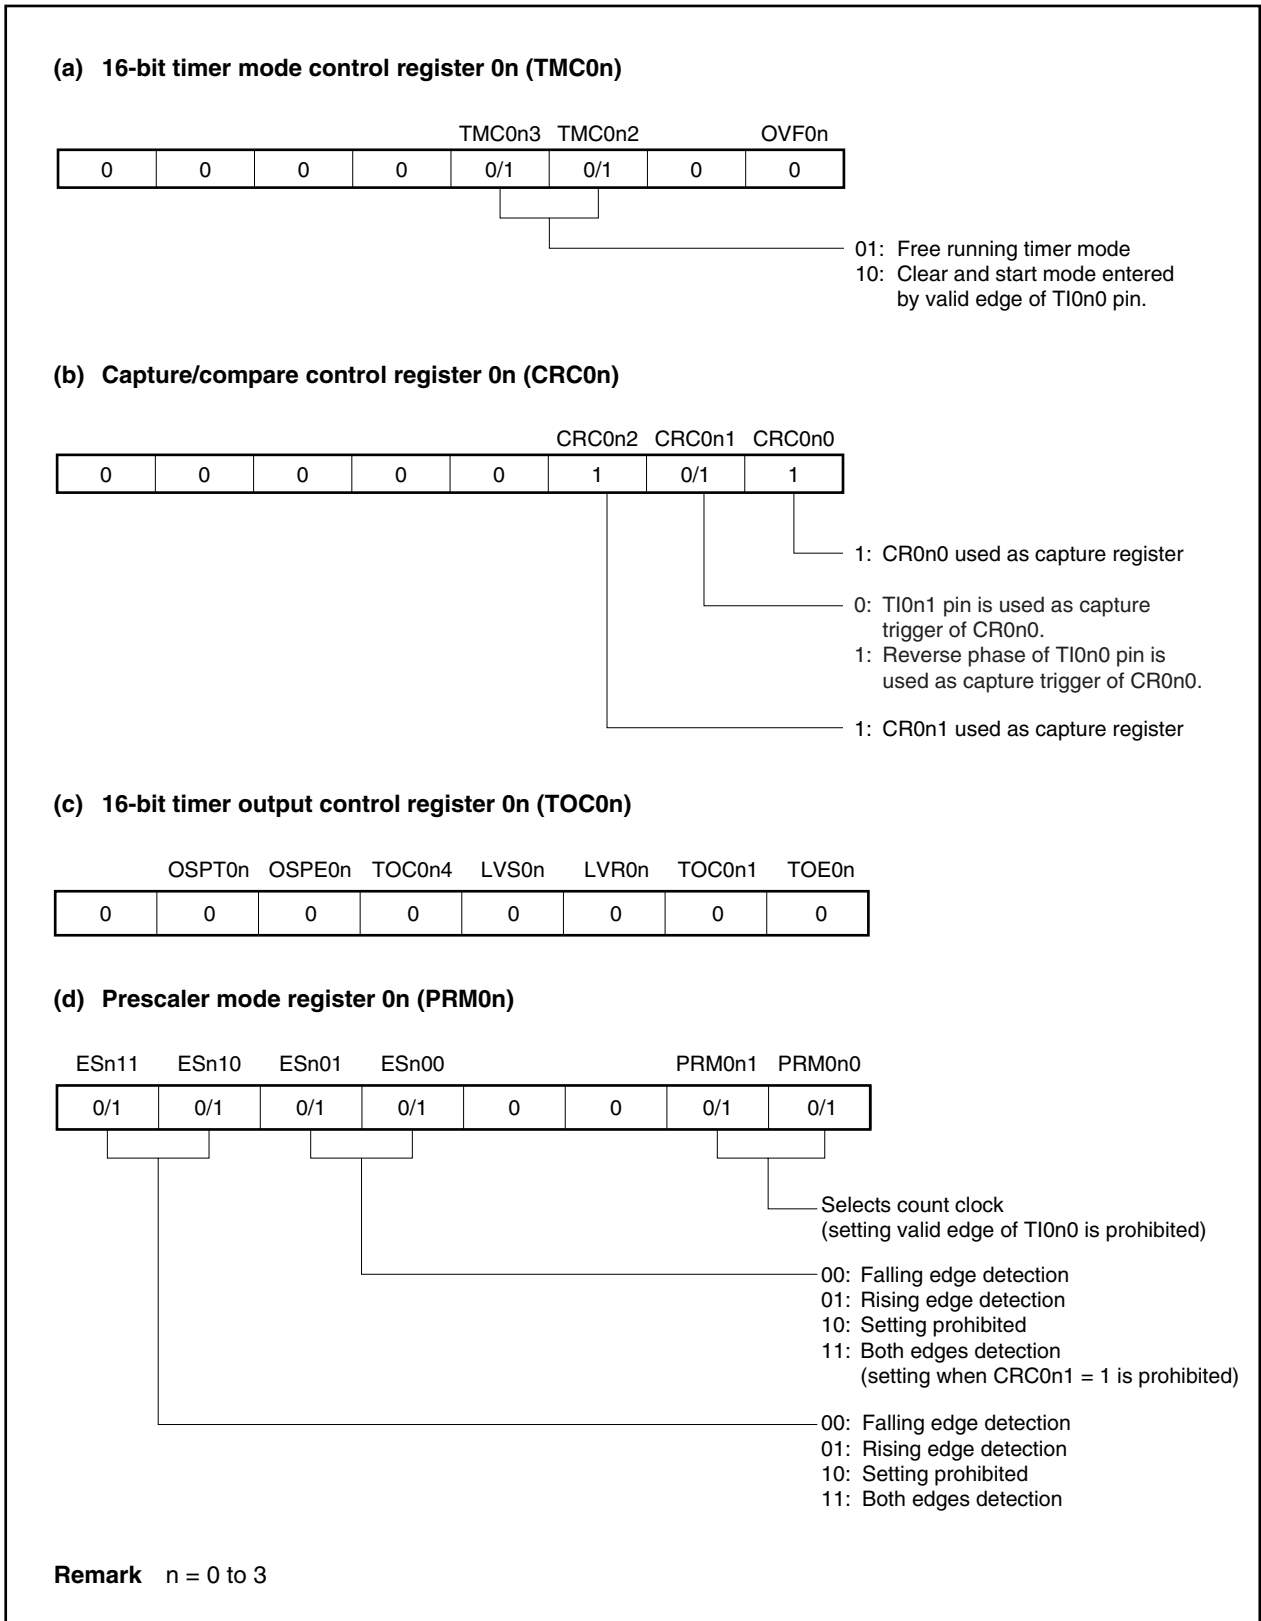 (a) 16-bit timer mode control register 0n (TMC0n)
TMC0n3 TMC0n2 OVF0n
0 0 0 0 0/1 0/1 0 0
01: Free running timer mode
10: Clear and start mode entered
by valid edge of TI0n0 pin.
(b) Capture/compare control register 0n (CRC0n)
CRC0n2 CRC0n1 CRC0n0
0 0 0 0 0 1 0/1 1
1: CR0n0 used as capture register
0: TI0n1 pin is used as capture
trigger of CR0n0.
1: Reverse phase of TI0n0 pin is
used as capture trigger of CR0n0.
1: CR0n1 used as capture register
(c) 16-bit timer output control register 0n (TOC0n)
OSPT0n OSPE0n TOC0n4 LVS0n LVR0n TOC0n1 TOE0n
0 0 0 0 0 0 0 0
(d) Prescaler mode register 0n (PRM0n)
ESn11 ESn10 ESn01 ESn00 PRM0n1 PRM0n0
0/1 0/1 0/1 0/1 0 0 0/1 0/1
Selects count clock
(setting valid edge of TI0n0 is prohibited)
00: Falling edge detection
01: Rising edge detection
10: Setting prohibited
11: Both edges detection
(setting when CRC0n1 = 1 is prohibited)
00: Falling edge detection
01: Rising edge detection
10: Setting prohibited
11: Both edges detection
Remark n = 0 to 3